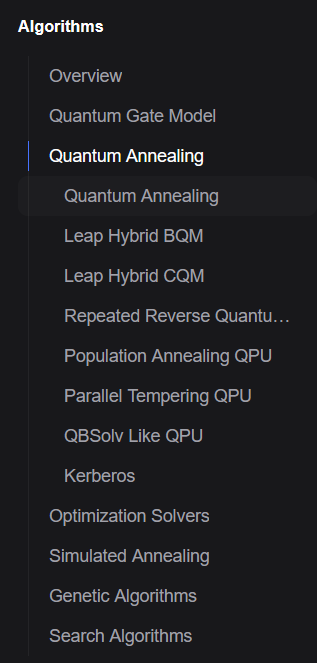 Algorithms
Overview
Quantum Gate Model
Quantum Annealing
Quantum Annealing
Leap Hybrid BQM
Leap Hybrid CQM
Repeated Reverse Quantu…
Population Annealing QPU
Parallel Tempering QPU
QBSolv Like QPU
Kerberos
Optimization Solvers
Simulated Annealing
Genetic Algorithms
Search Algorithms